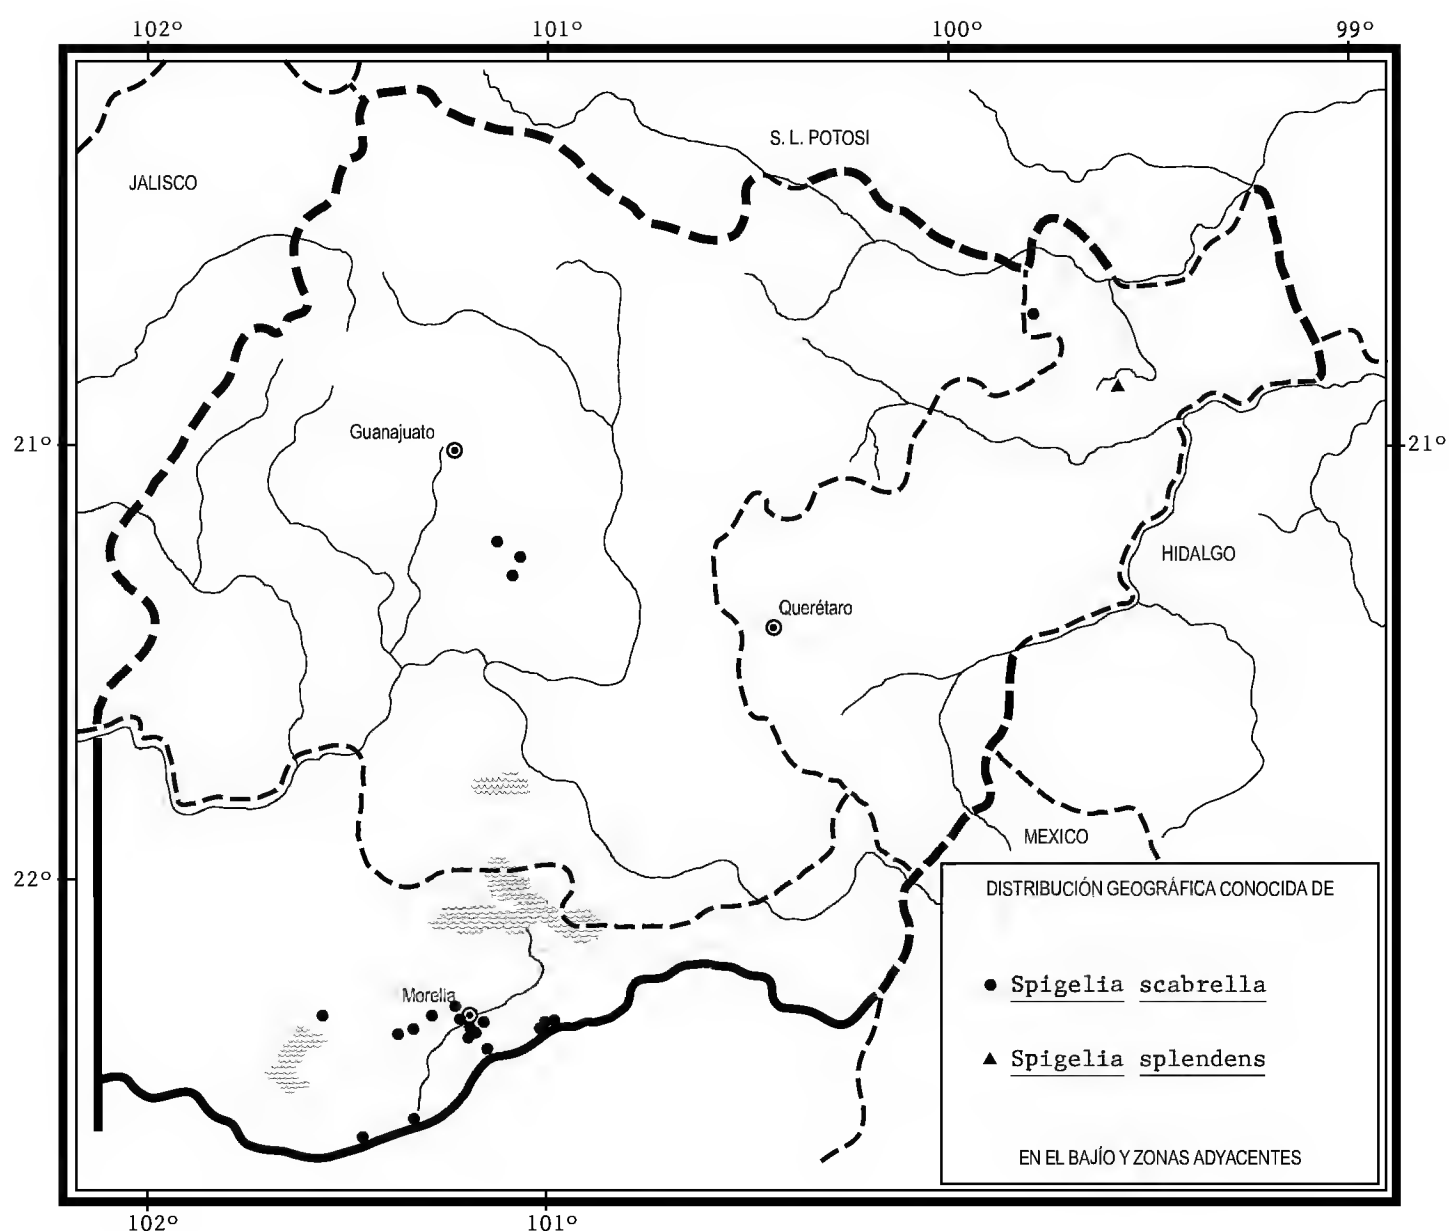 102° 101° 100° 99°
S. L. POTOSI
JALISCO
Guanajuato
21° 21°
HIDALGO
Querétaro
MEXICO
22°
DISTRIBUCIÓN GEOGRÁFICA CONOCIDA DE
Spigelia scabrella
Morelia
Spigelia splendens
EN EL BAJÍO Y ZONAS ADYACENTES
102° 101°